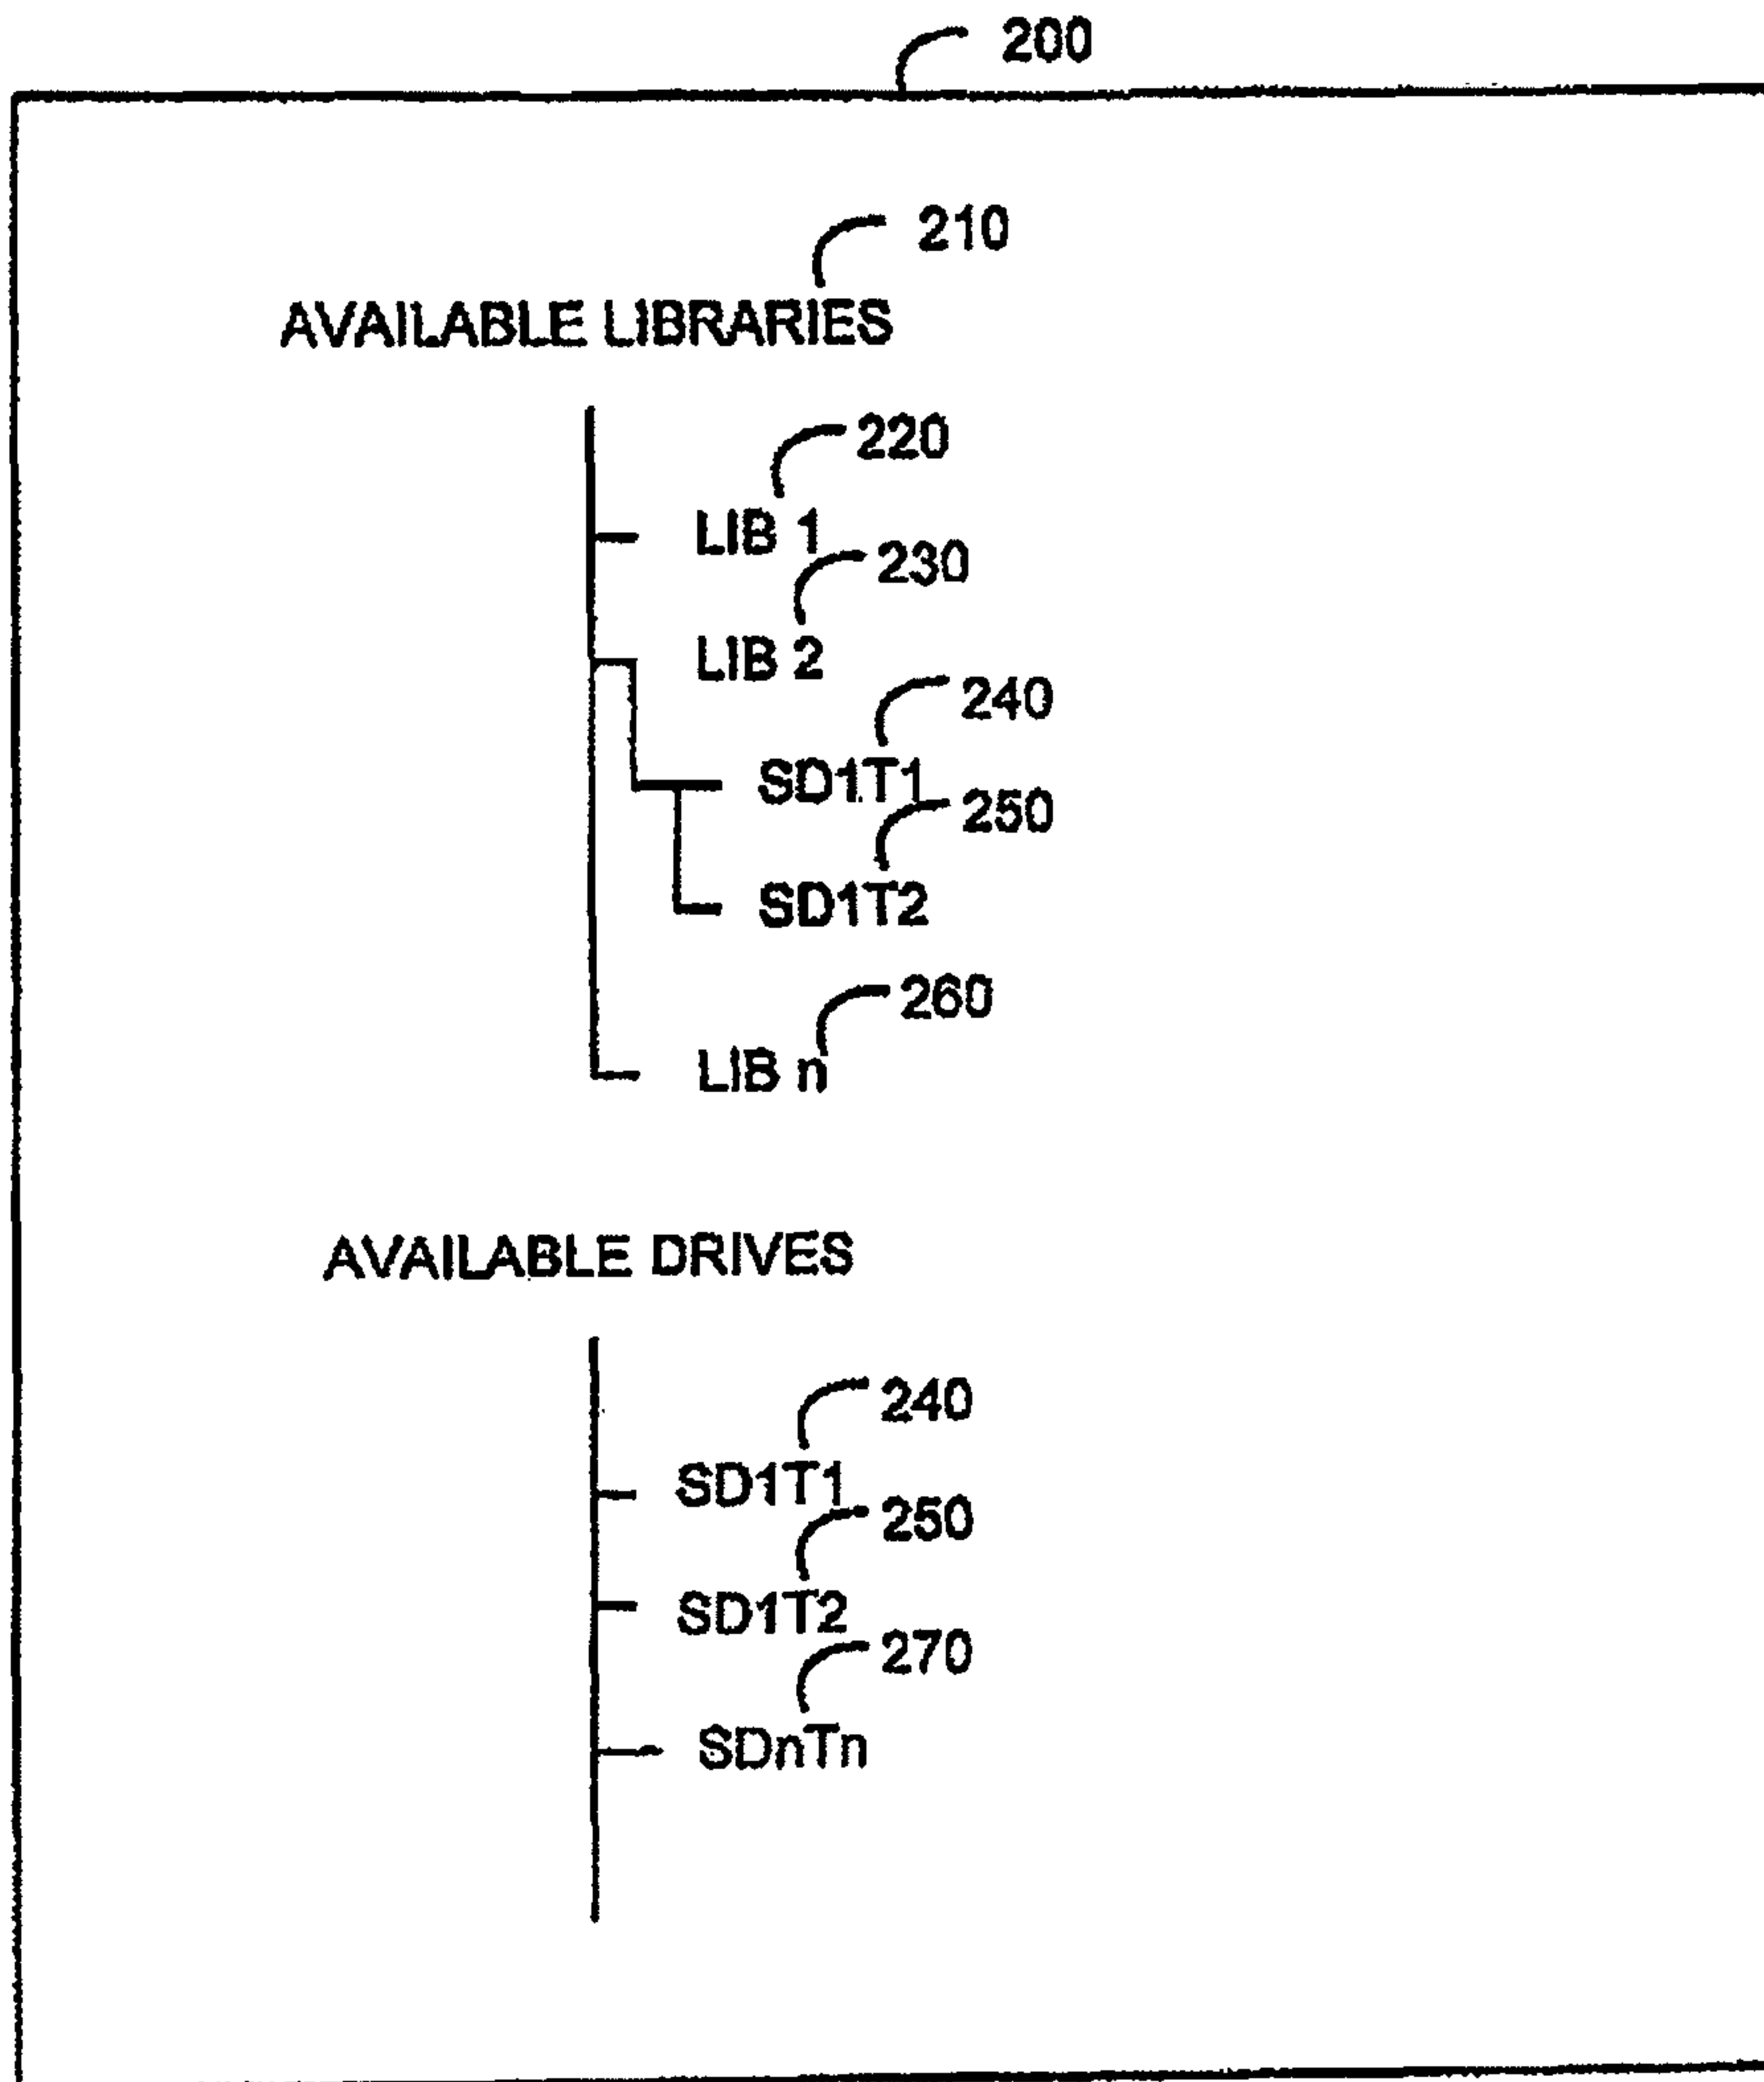 200
210
AVAILABLE LIBRARIES
220
LIB 1
230
LIB 2
240
SD1T1
250
SD1T2
260
LIB n
AVAILABLE DRIVES
240
SD1T1
250
SD1T2
270
SDnTn